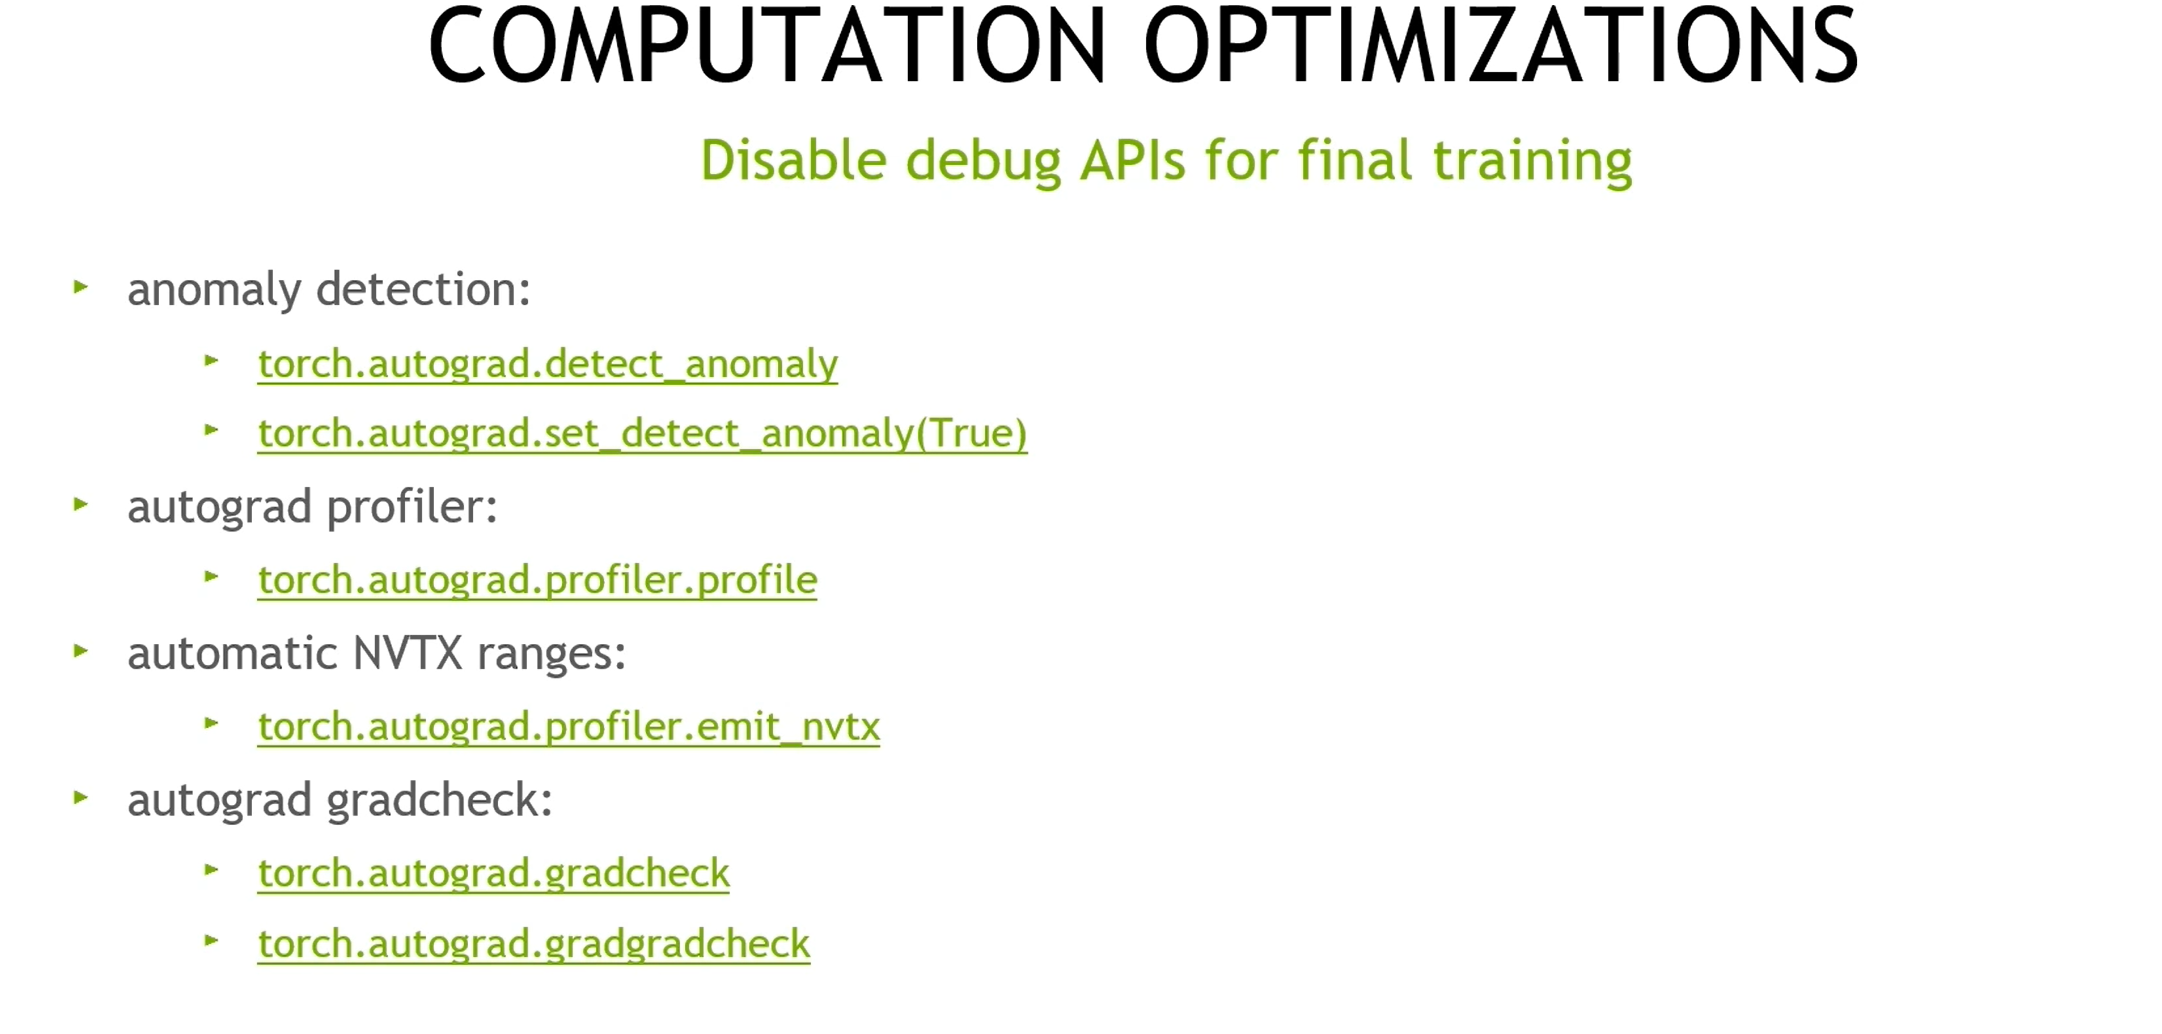 COMPUTATION OPTIMIZATIONS
Disable debug APIs for final training
anomaly detection:
torch.autograd.detect_anomaly
torch.autograd.set_detect_anomaly(True)
autograd profiler:
torch.autograd.profiler.profile
automatic NVTX ranges:
torch.autograd.profiler.emit_nvtx
autograd gradcheck:
torch.autograd.gradcheck
torch.autograd.gradgradcheck